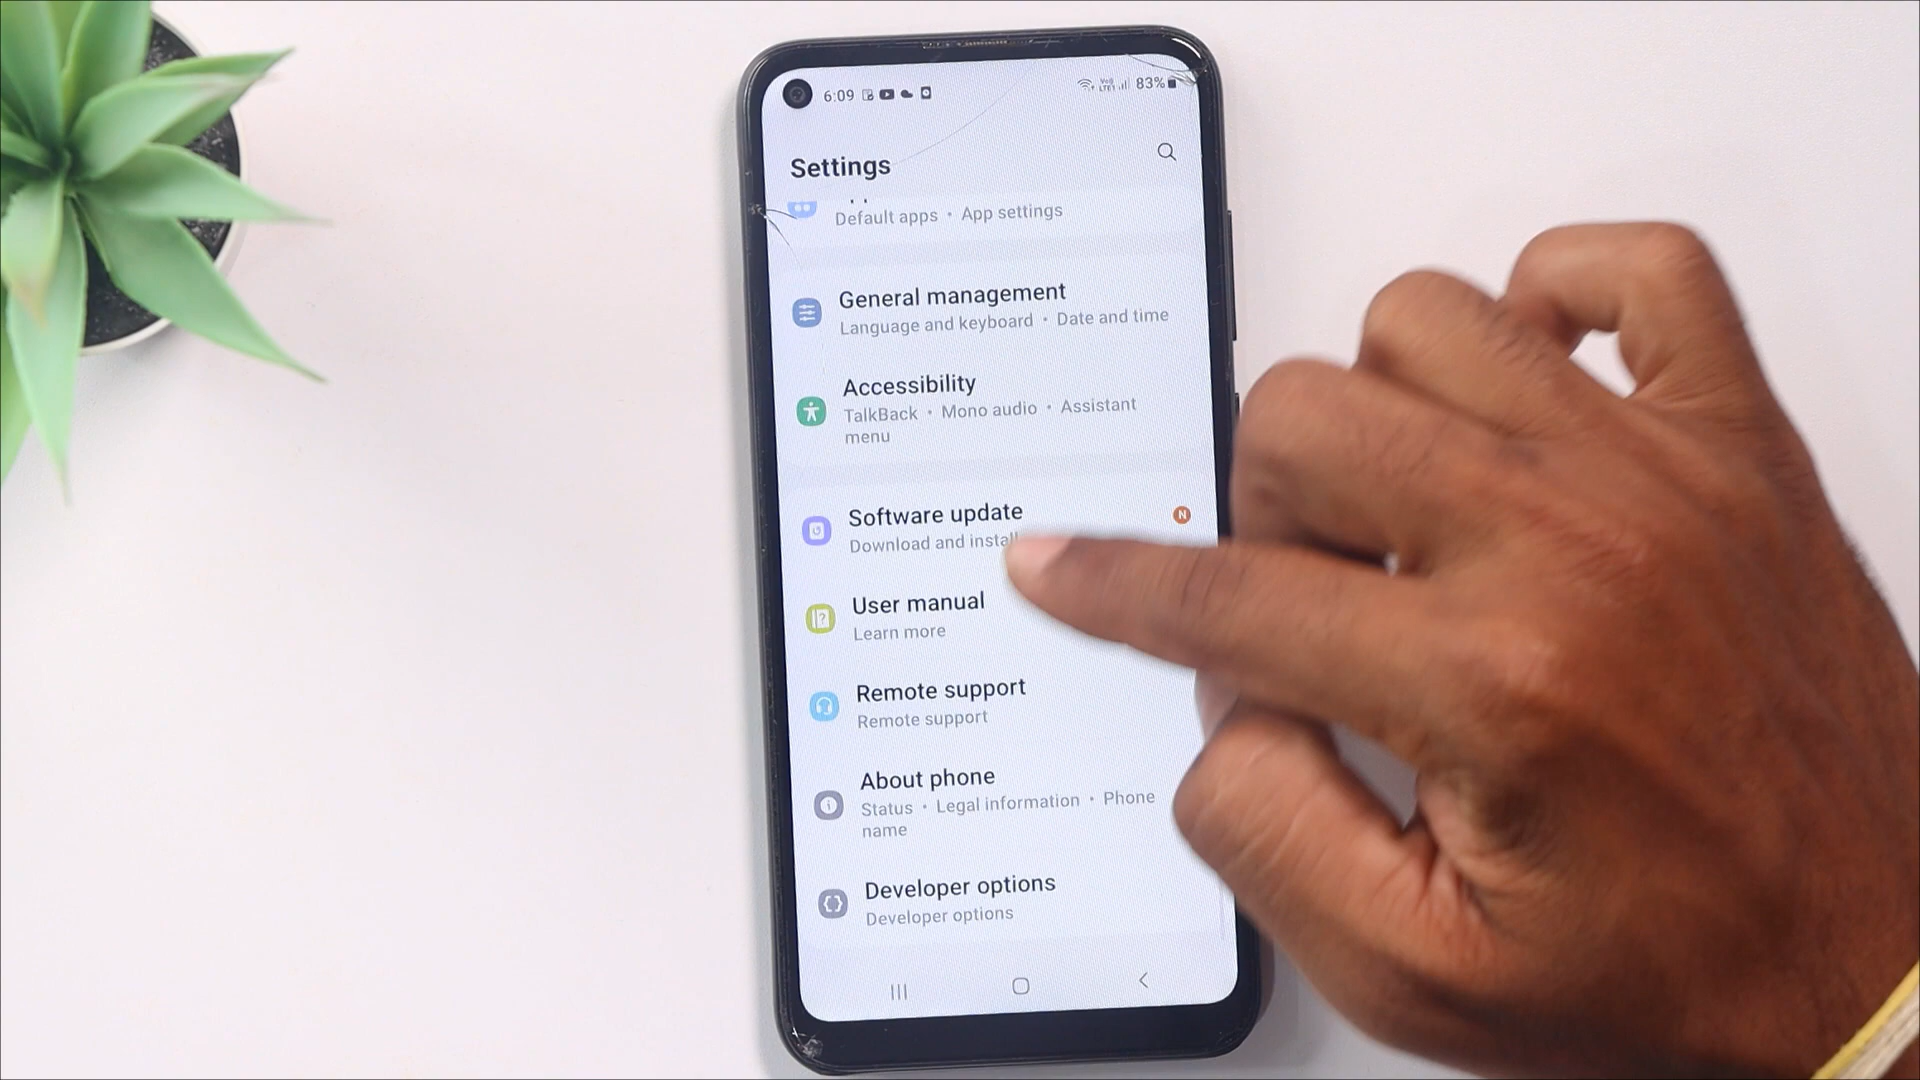 6:09
Vo))
LTE1
83%
Settings
Default apps • App settings
General management
Language and keyboard • Date and time
Accessibility
TalkBack • Mono audio • Assistant
menu
Software update
N
Download and install
User manual
Learn more
Remote support
Remote support
About phone
Status • Legal information • Phone
name
Developer options
Developer options